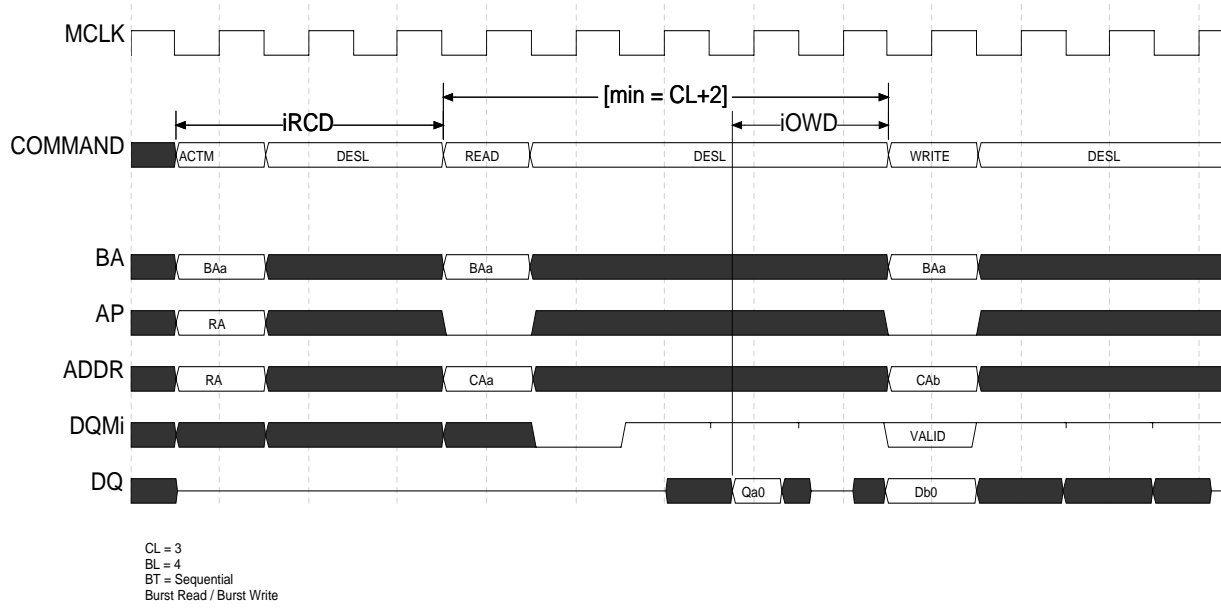 MCLK
[min = CL+2]
iRCD
iOWD
COMMAND
ACTM DESL READ DESL WRITE DESL
BA
BAa BAa BAa
AP
RA
ADDR
RA CAa CAb
DQMi
VALID
DQ
Qa0 Db0
CL = 3
BL = 4
BT = Sequential
Burst Read / Burst Write